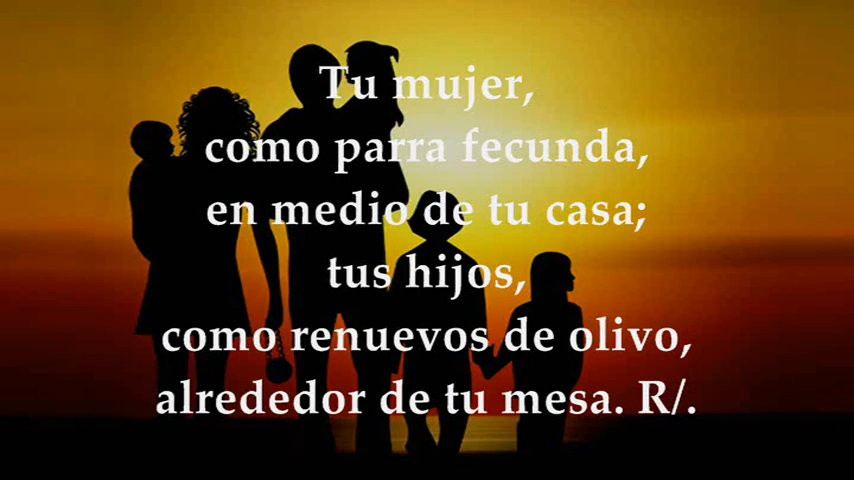 Tu mujer,
como parra fecunda,
en medio de tu casa;
tus hijos,
como renuevos de olivo,
alrededor de tu mesa. R/.